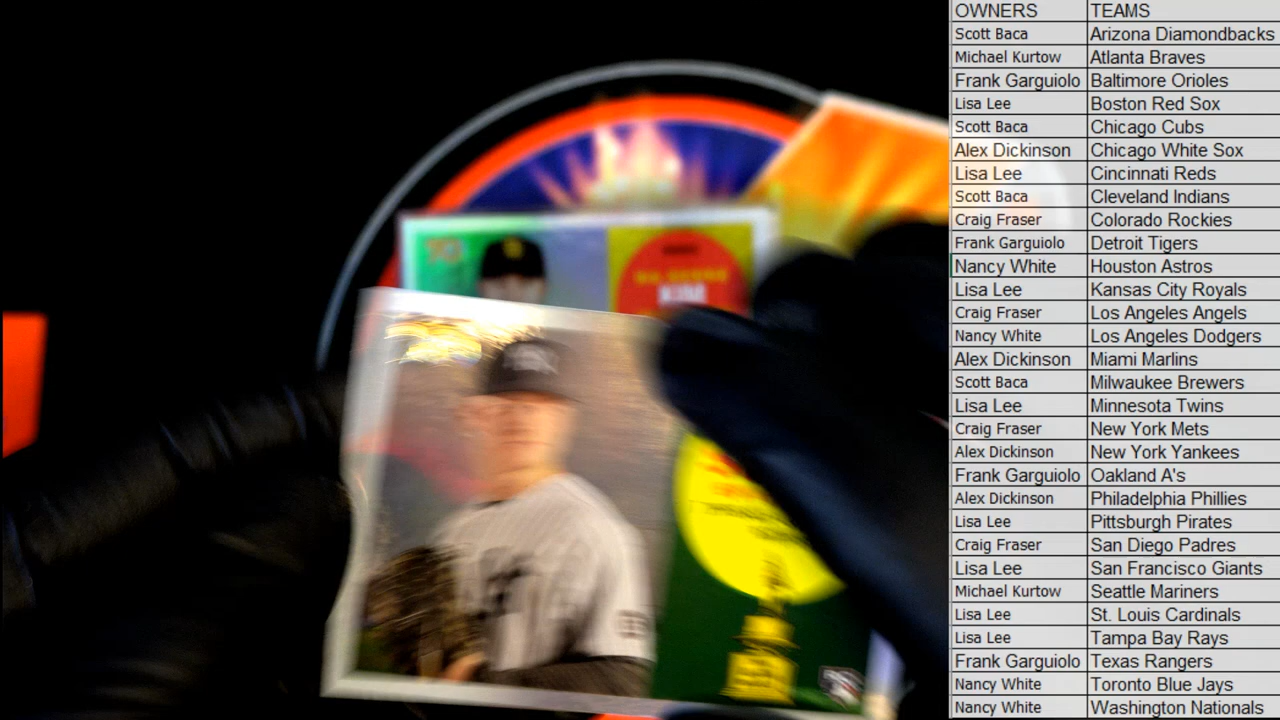 OWNERS TEAMS
Scott Baca Arizona Diamondbacks
Michael Kurtow Atlanta Braves
Frank Garguiolo Baltimore Orioles
Lisa Lee Boston Red Sox
Scott Baca Chicago Cubs
Alex Dickinson Chicago White Sox
Lisa Lee Cincinnati Reds
Scott Baca Cleveland Indians
Craig Fraser Colorado Rockies
Frank Garguiolo Detroit Tigers
Nancy White Houston Astros
Lisa Lee Kansas City Royals
Craig Fraser Los Angeles Angels
Nancy White Los Angeles Dodgers
Alex Dickinson Miami Marlins
Scott Baca Milwaukee Brewers
Lisa Lee Minnesota Twins
Craig Fraser New York Mets
Alex Dickinson New York Yankees
Frank Garguiolo Oakland A's
Alex Dickinson Philadelphia Phillies
Lisa Lee Pittsburgh Pirates
Craig Fraser San Diego Padres
Lisa Lee San Francisco Giants
Michael Kurtow Seattle Mariners
Lisa Lee St. Louis Cardinals
Lisa Lee Tampa Bay Rays
Frank Garguiolo Texas Rangers
Nancy White Toronto Blue Jays
Nancy White Washington Nationals
KIM